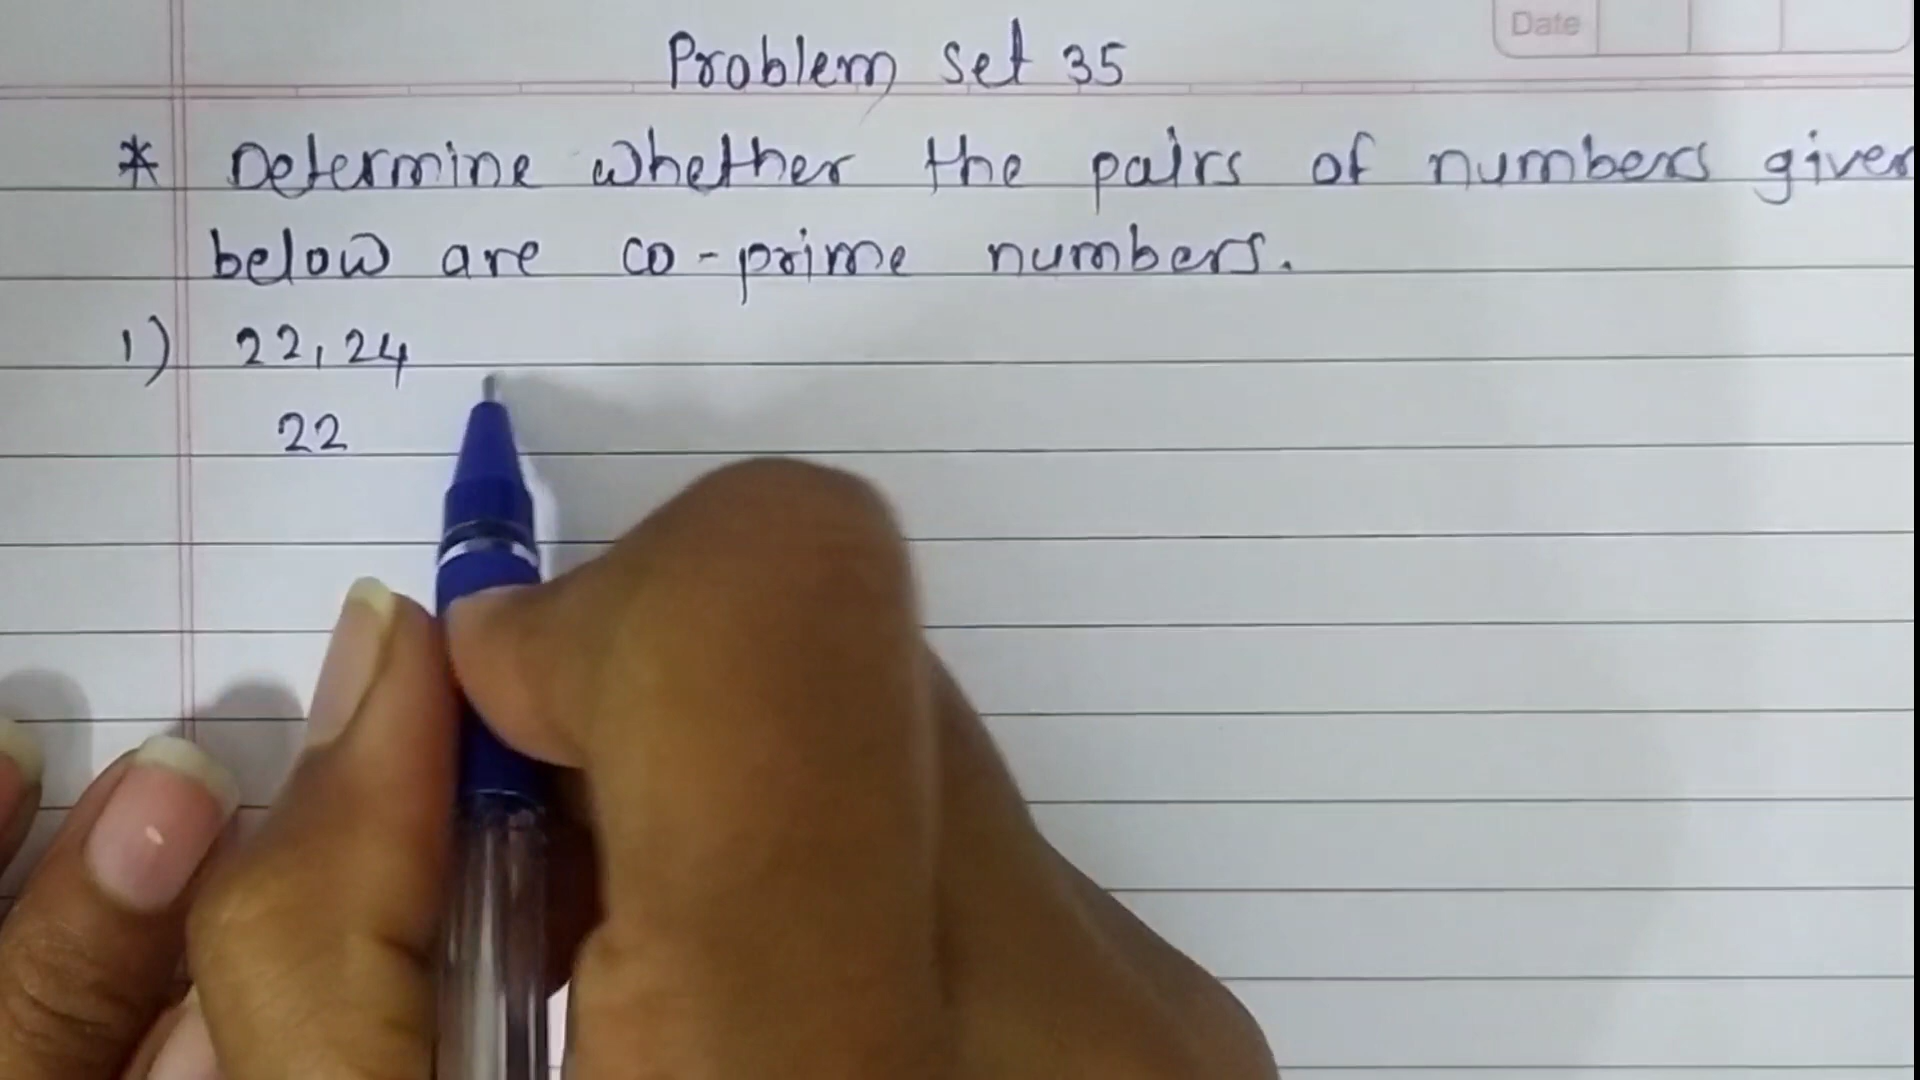 Date
Problem Set 35
* Determine whether the pairs of numbers given
below are co-prime numbers.
1) 22, 24
22